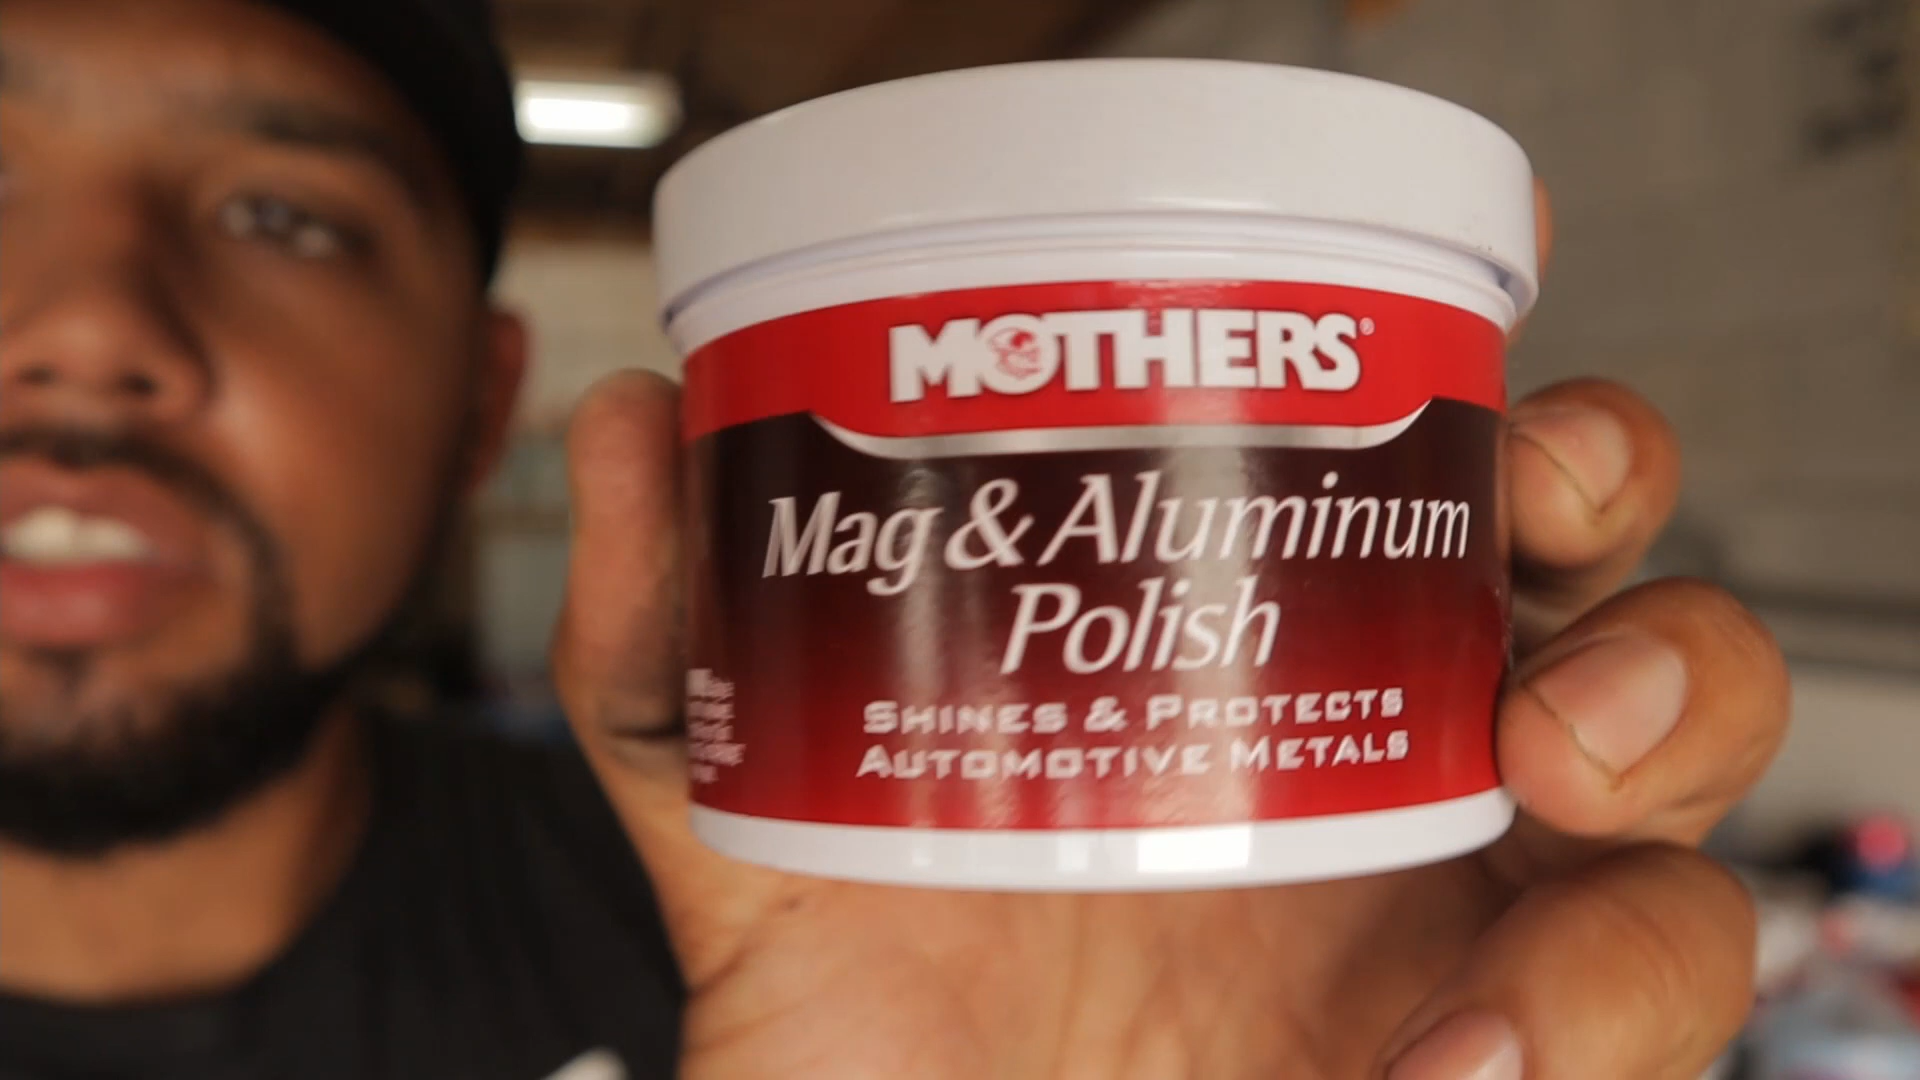 MOTHERS®
Mag & Aluminum
Polish
SHINES & PROTECTS
AUTOMOTIVE METALS